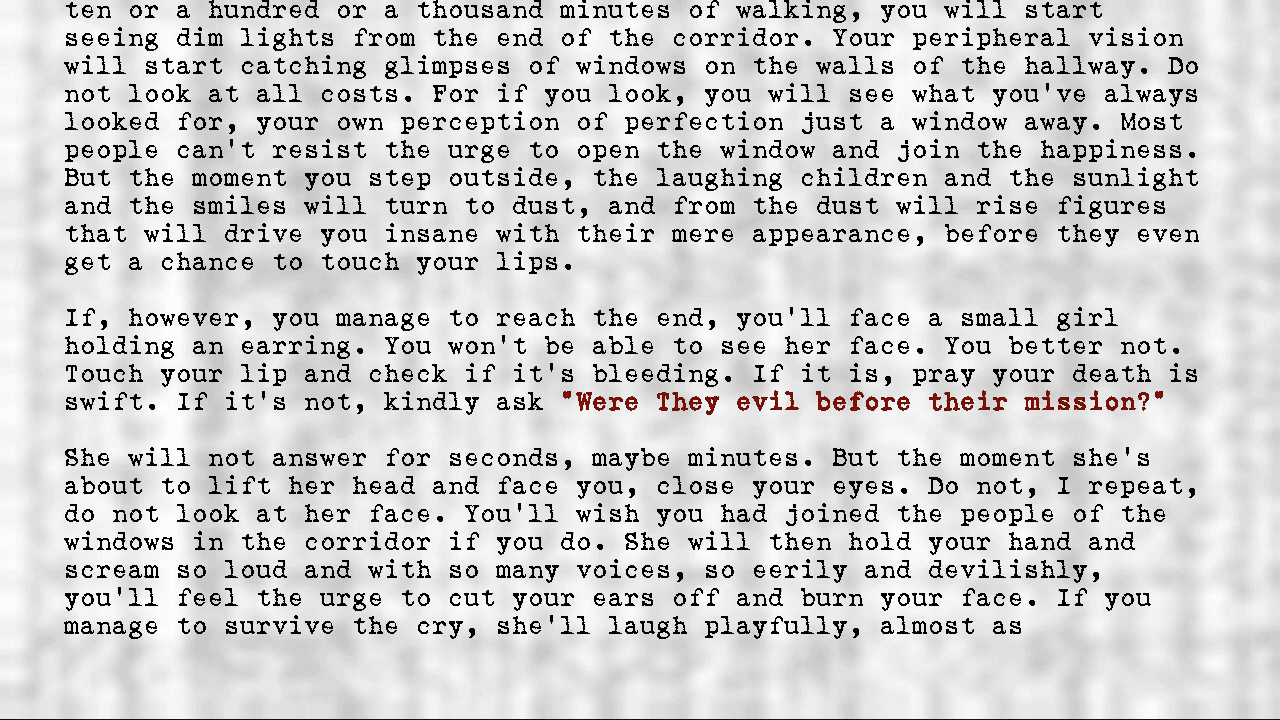 ten or a hundred or a thousand minutes of walking, you will start
seeing dim lights from the end of the corridor. Your peripheral vision
will start catching glimpses of windows on the walls of the hallway. Do
not look at all costs. For if you look, you will see what you've always
looked for, your own perception of perfection just a window away. Most
people can't resist the urge to open the window and join the happiness.
But the moment you step outside, the laughing children and the sunlight
and the smiles will turn to dust, and from the dust will rise figures
that will drive you insane with their mere appearance, before they even
get a chance to touch your lips.
If, however, you manage to reach the end, you'll face a small girl
holding an earring. You won't be able to see her face. You better not.
Touch your lip and check if it's bleeding. If it is, pray your death is
swift. If it's not, kindly ask "Were They evil before their mission?"
She will not answer for seconds, maybe minutes. But the moment she's
about to lift her head and face you, close your eyes. Do not, I repeat,
do not look at her face. You'll wish you had joined the people of the
windows in the corridor if you do. She will then hold your hand and
scream so loud and with so many voices, so eerily and devilishly,
you'll feel the urge to cut your ears off and burn your face. If you
manage to survive the cry, she'll laugh playfully, almost as